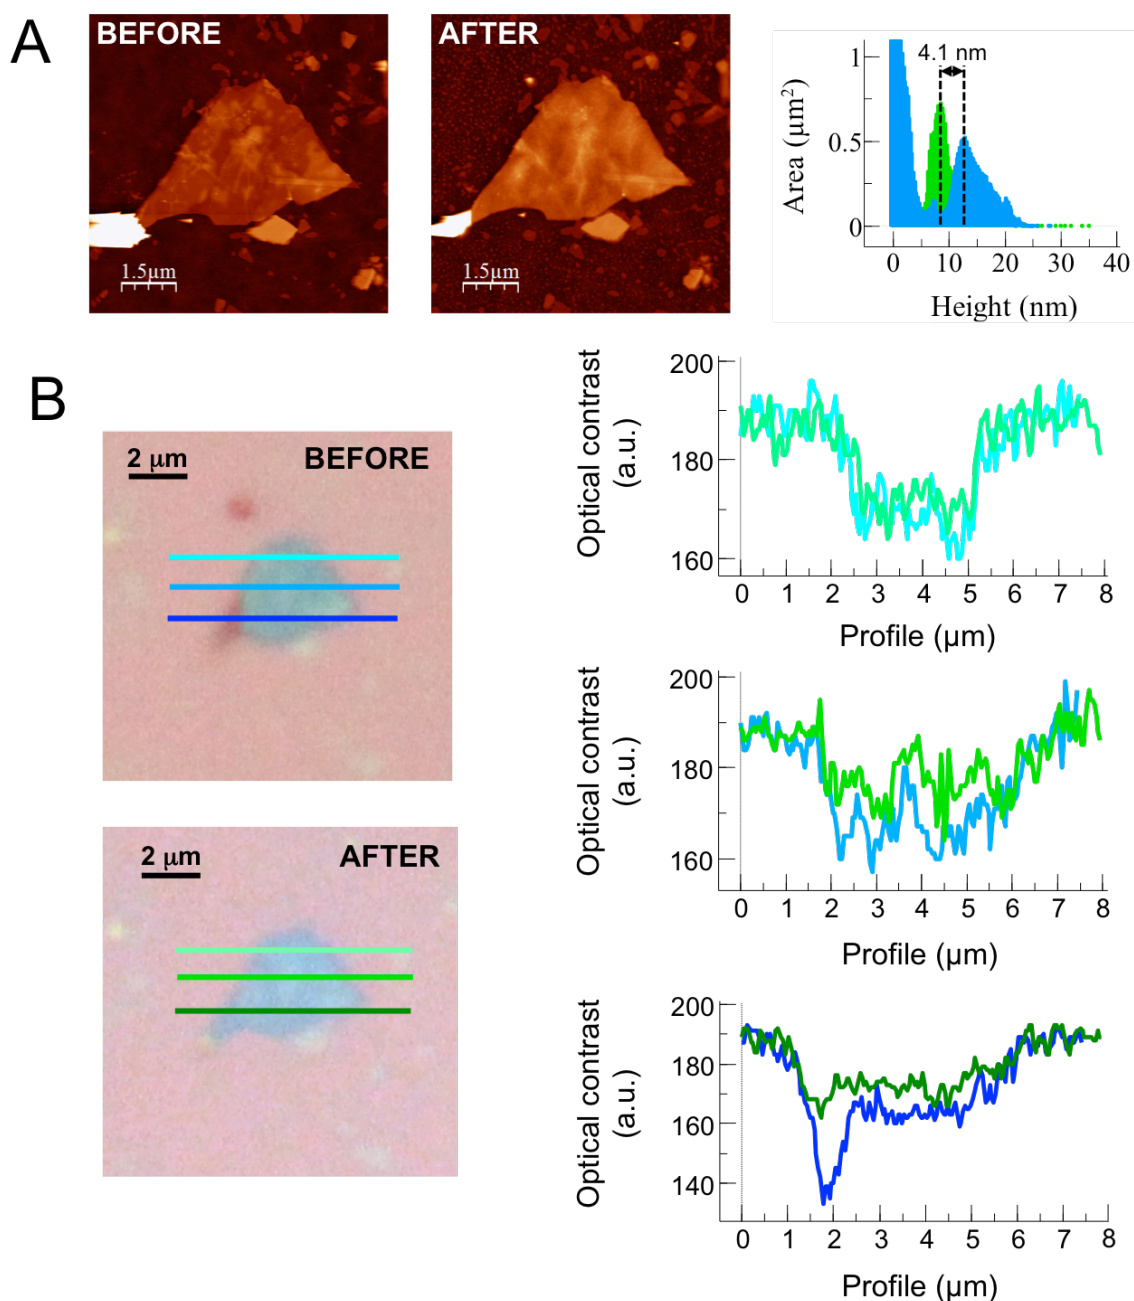 A
BEFORE
1.5µm
AFTER
1.5µm
4.1 nm
1
0.5
0
Area (µm²)
0 10 20 30 40
Height (nm)
B
2 µm
BEFORE
200
180
160
Optical contrast
(a.u.)
0 1 2 3 4 5 6 7 8
Profile (µm)
200
180
160
Optical contrast
(a.u.)
0 1 2 3 4 5 6 7 8
Profile (µm)
2 µm
AFTER
200
180
160
140
Optical contrast
(a.u.)
0 1 2 3 4 5 6 7 8
Profile (µm)